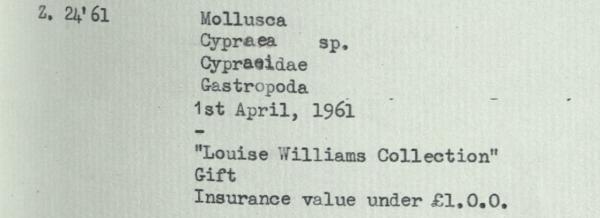 Z. 24'61 Mollusca
Cypraea sp.
Cypraeidae
Gastropoda
1st April, 1961
-
"Louise Williams Collection"
Gift
Insurance value under £1.0.0.